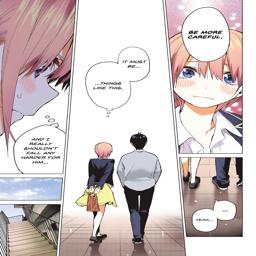 BE MORE
CAREFUL.
IT MUST
BE...
...THINGS
LIKE THIS.
AND I
REALLY
SHOULDN'T
FALL ANY
HARDER FOR
HIM...
...
YEAH...